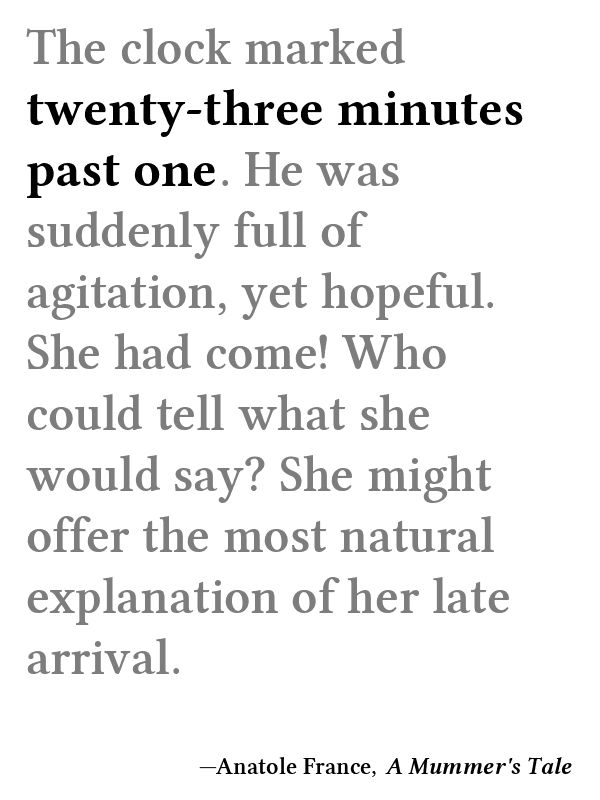 The clock marked
twenty-three minutes
past one. He was
suddenly full of
agitation, yet hopeful.
She had come! Who
could tell what she
would say? She might
offer the most natural
explanation of her late
arrival.
—Anatole France, A Mummer's Tale